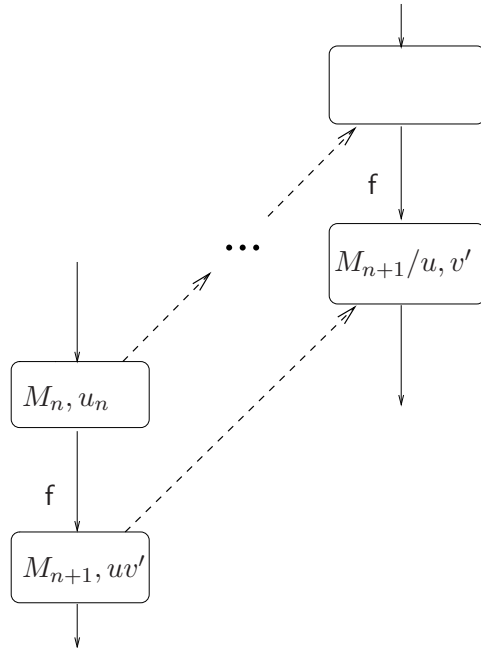 f
M_{n+1}/u, v'
...
M_n, u_n
f
M_{n+1}, uv'